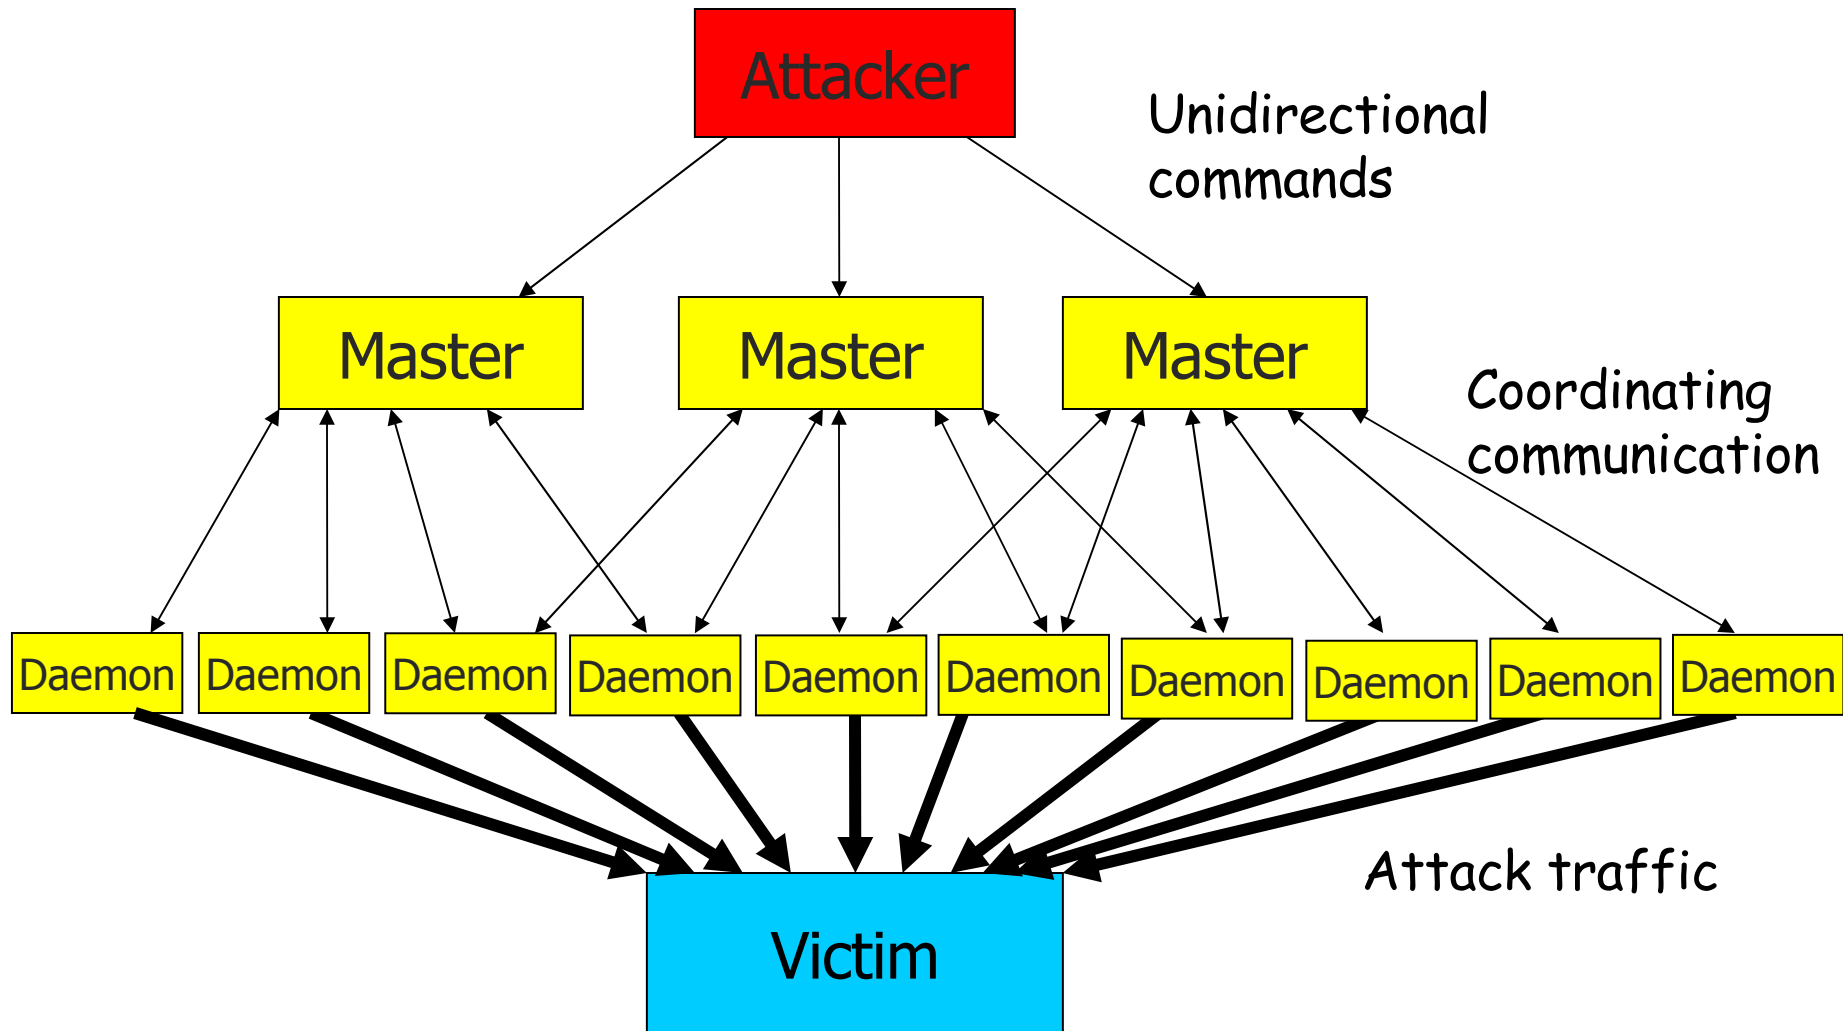 Attacker
Unidirectional
commands
Master Master Master
Coordinating
communication
Daemon Daemon Daemon Daemon Daemon Daemon Daemon Daemon Daemon Daemon
Attack traffic
Victim